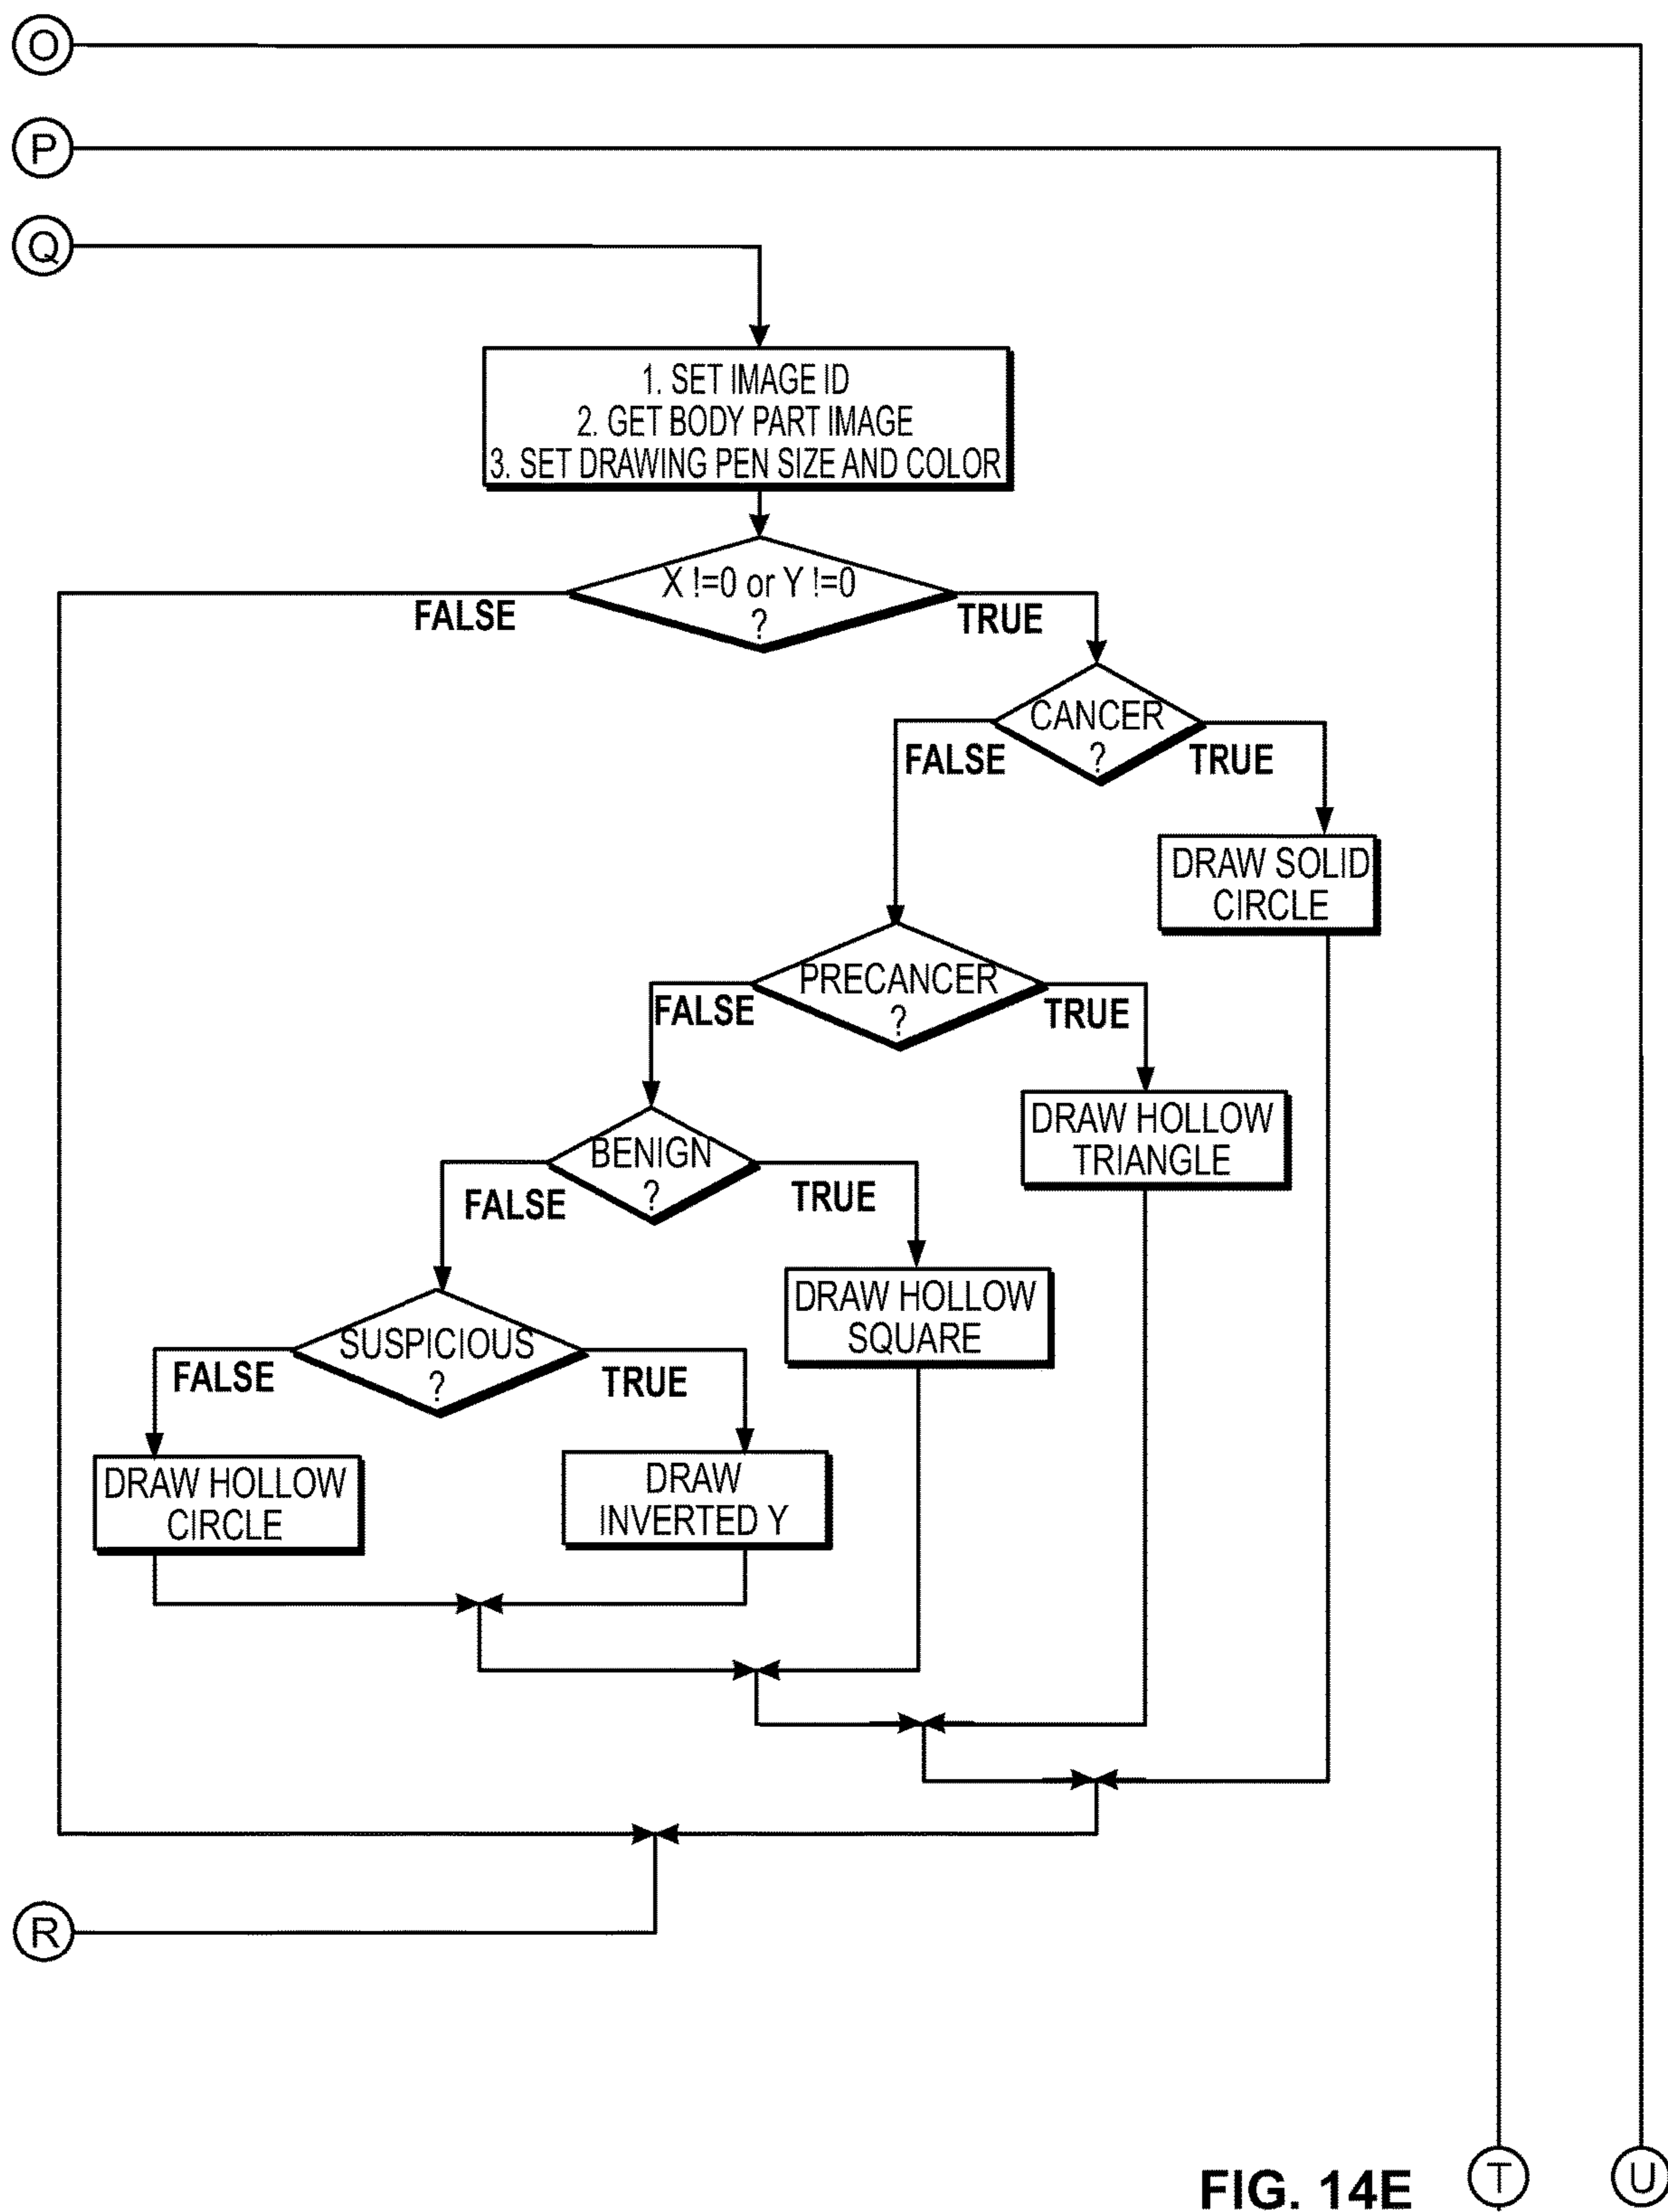 O
P
Q
1. SET IMAGE ID
2. GET BODY PART IMAGE
3. SET DRAWING PEN SIZE AND COLOR
X !=0 or Y !=0
?
FALSE
TRUE
CANCER
?
FALSE
TRUE
DRAW SOLID
CIRCLE
PRECANCER
?
FALSE
TRUE
DRAW HOLLOW
TRIANGLE
BENIGN
?
FALSE
TRUE
DRAW HOLLOW
SQUARE
SUSPICIOUS
?
FALSE
TRUE
DRAW HOLLOW
CIRCLE
DRAW
INVERTED Y
R
FIG. 14E
T
U